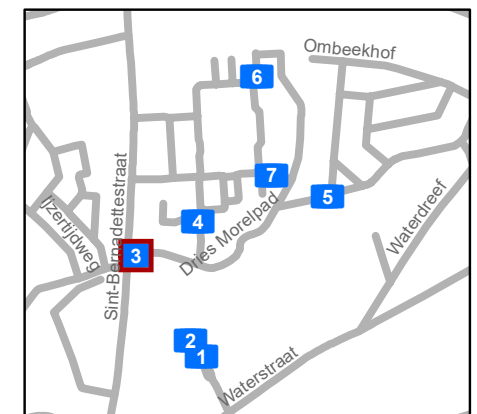 Ombeekhof
6
7
5
Waterdreef
4
Dries Morelpad
IJzertijdweg
3
Sint-Bernadettestraat
2
1
Waterstraat